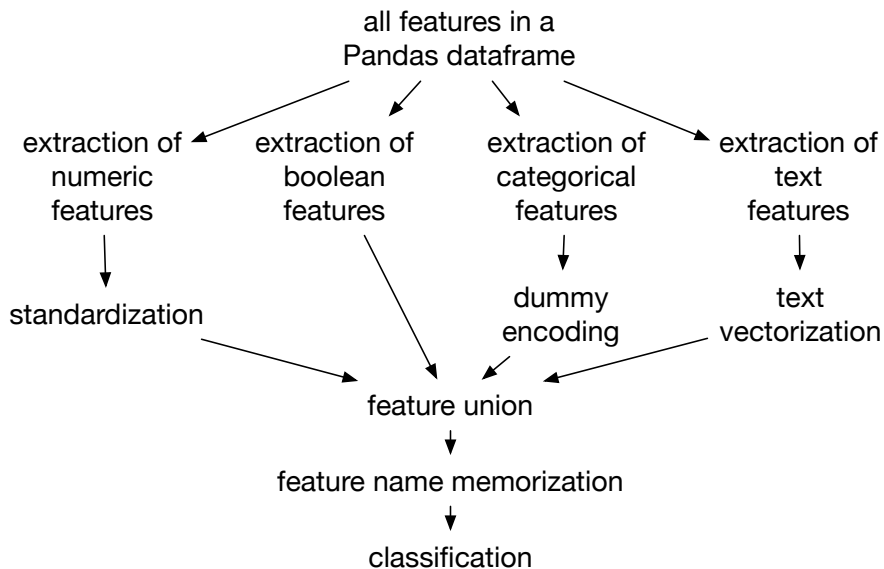 all features in a
Pandas dataframe
extraction of
numeric
features
extraction of
boolean
features
extraction of
categorical
features
extraction of
text
features
standardization
dummy
encoding
text
vectorization
feature union
feature name memorization
classification